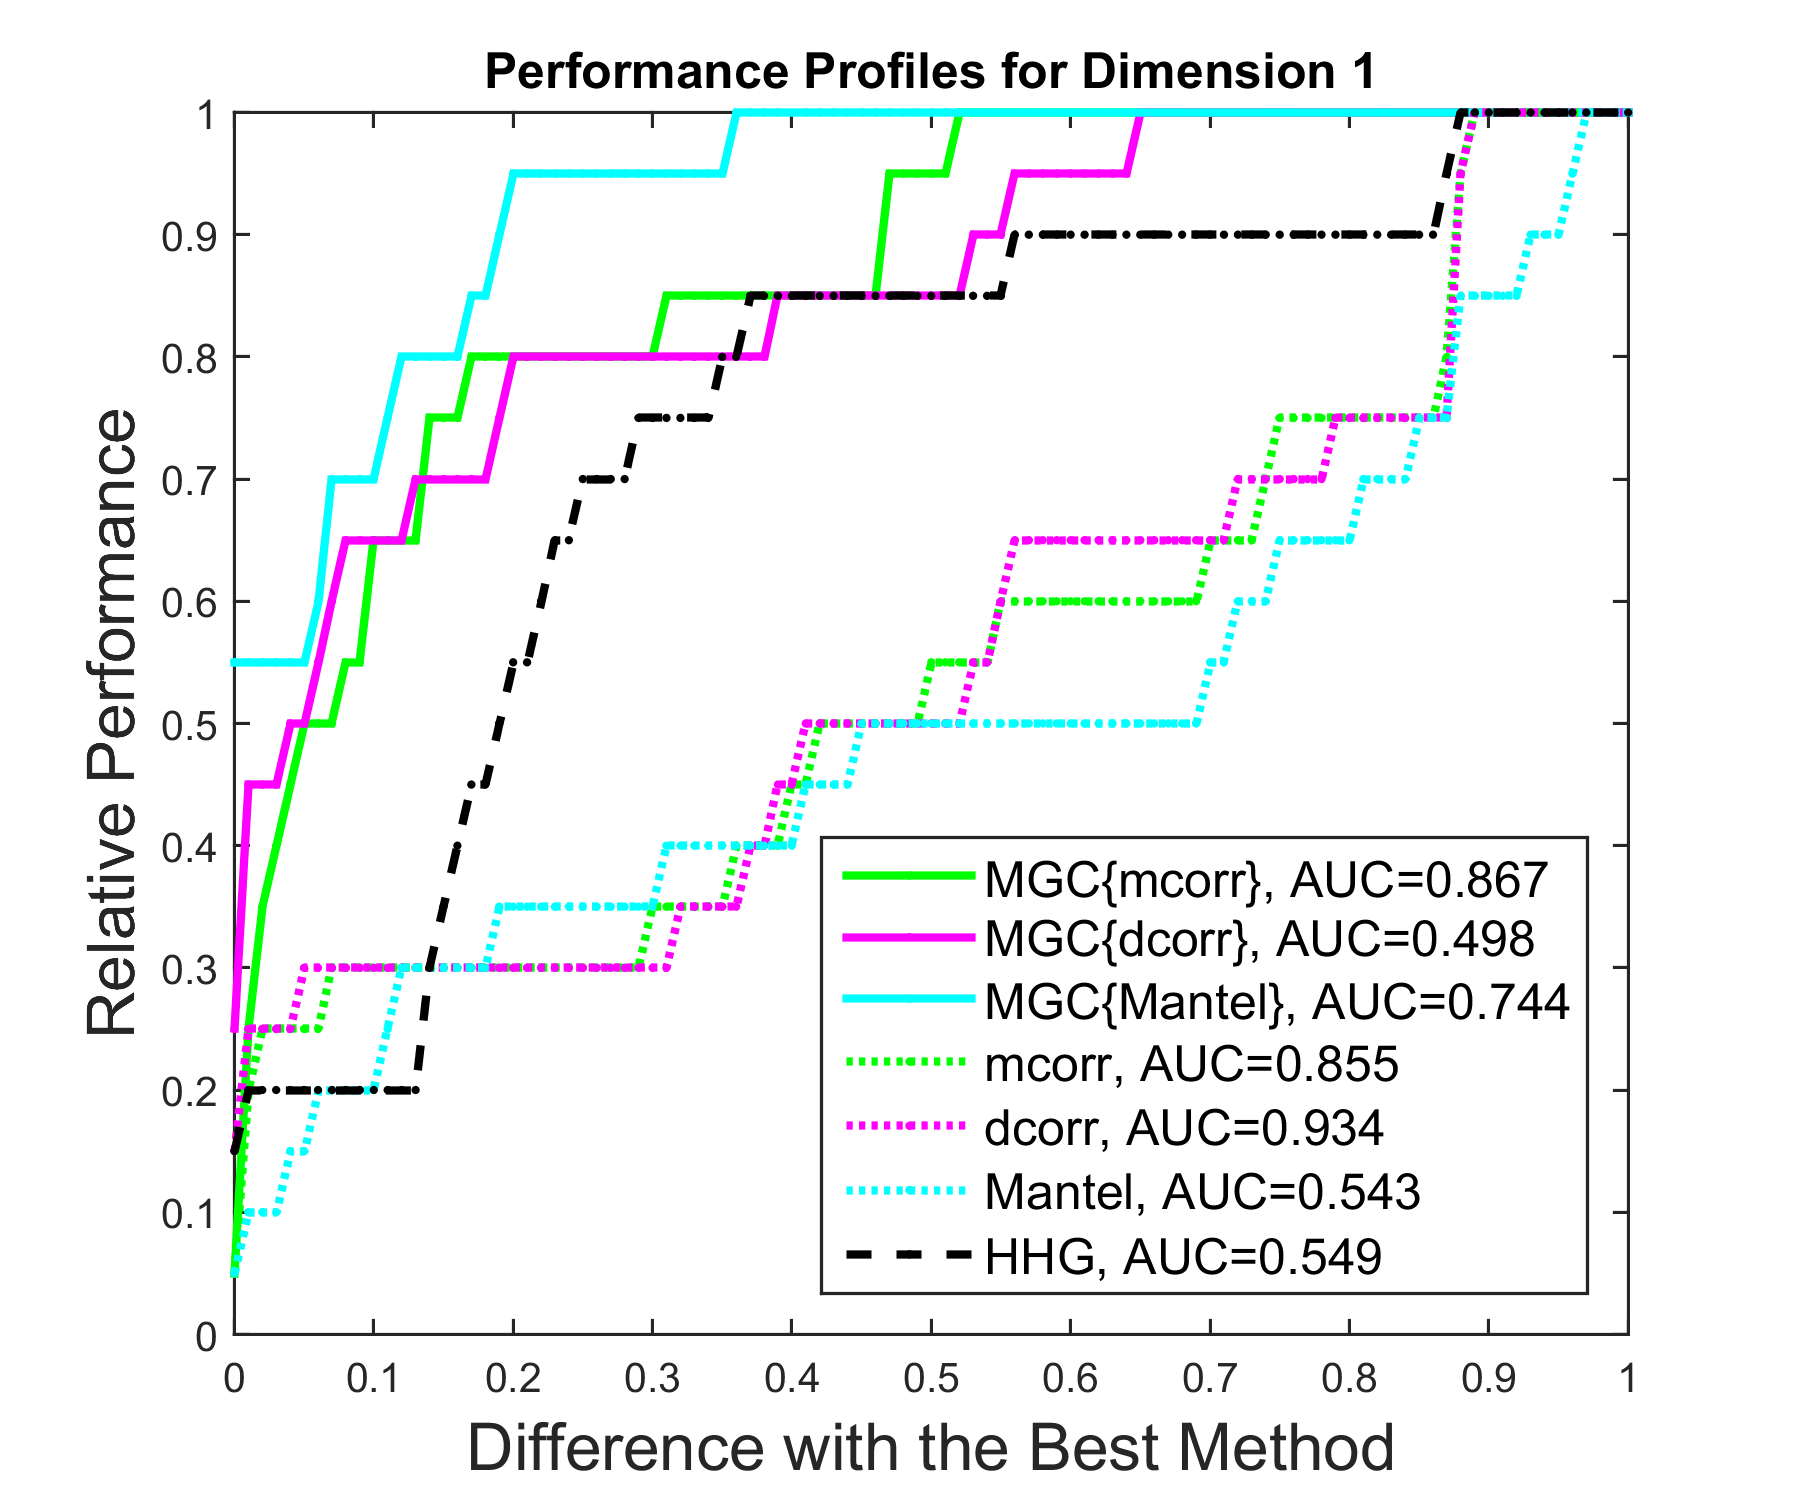 Performance Profiles for Dimension 1
Relative Performance
1
0.9
0.8
0.7
0.6
0.5
0.4
0.3
0.2
0.1
0
MGC{mcorr}, AUC=0.867
MGC{dcorr}, AUC=0.498
MGC{Mantel}, AUC=0.744
mcorr, AUC=0.855
dcorr, AUC=0.934
Mantel, AUC=0.543
HHG, AUC=0.549
0 0.1 0.2 0.3 0.4 0.5 0.6 0.7 0.8 0.9 1
Difference with the Best Method